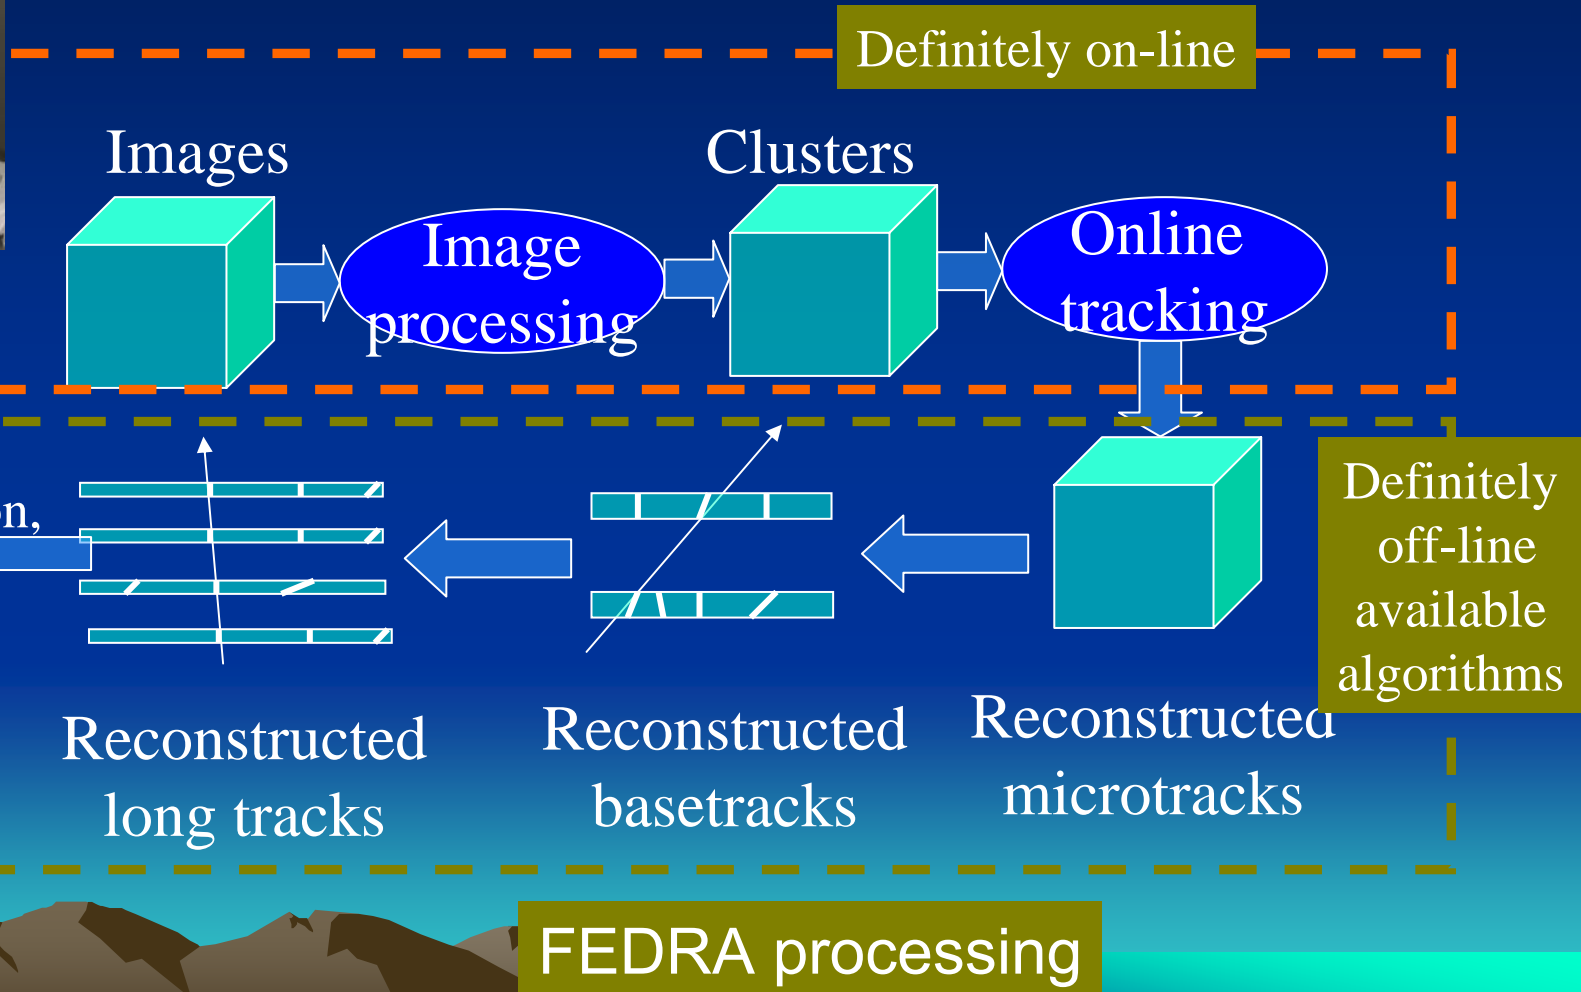 Definitely on-line
Images
Clusters
Image
processing
Online
tracking
Definitely
off-line
available
algorithms
Reconstructed
long tracks
Reconstructed
basetracks
Reconstructed
microtracks
FEDRA processing